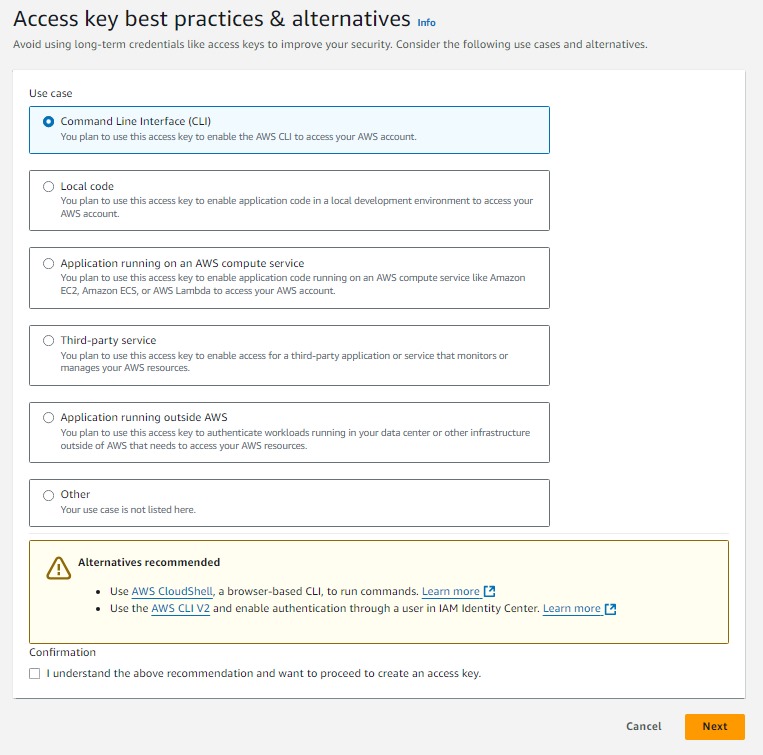 Access key best practices & alternatives Info
Avoid using long-term credentials like access keys to improve your security. Consider the following use cases and alternatives.
Use case
Command Line Interface (CLI)
You plan to use this access key to enable the AWS CLI to access your AWS account.
Local code
You plan to use this access key to enable application code in a local development environment to access your
AWS account.
Application running on an AWS compute service
You plan to use this access key to enable application code running on an AWS compute service like Amazon
EC2, Amazon ECS, or AWS Lambda to access your AWS account.
Third-party service
You plan to use this access key to enable access for a third-party application or service that monitors or
manages your AWS resources.
Application running outside AWS
You plan to use this access key to authenticate workloads running in your data center or other infrastructure
outside of AWS that needs to access your AWS resources.
Other
Your use case is not listed here.
Alternatives recommended
• Use AWS CloudShell, a browser-based CLI, to run commands. Learn more
• Use the AWS CLI V2 and enable authentication through a user in IAM Identity Center. Learn more
Confirmation
I understand the above recommendation and want to proceed to create an access key.
Cancel Next